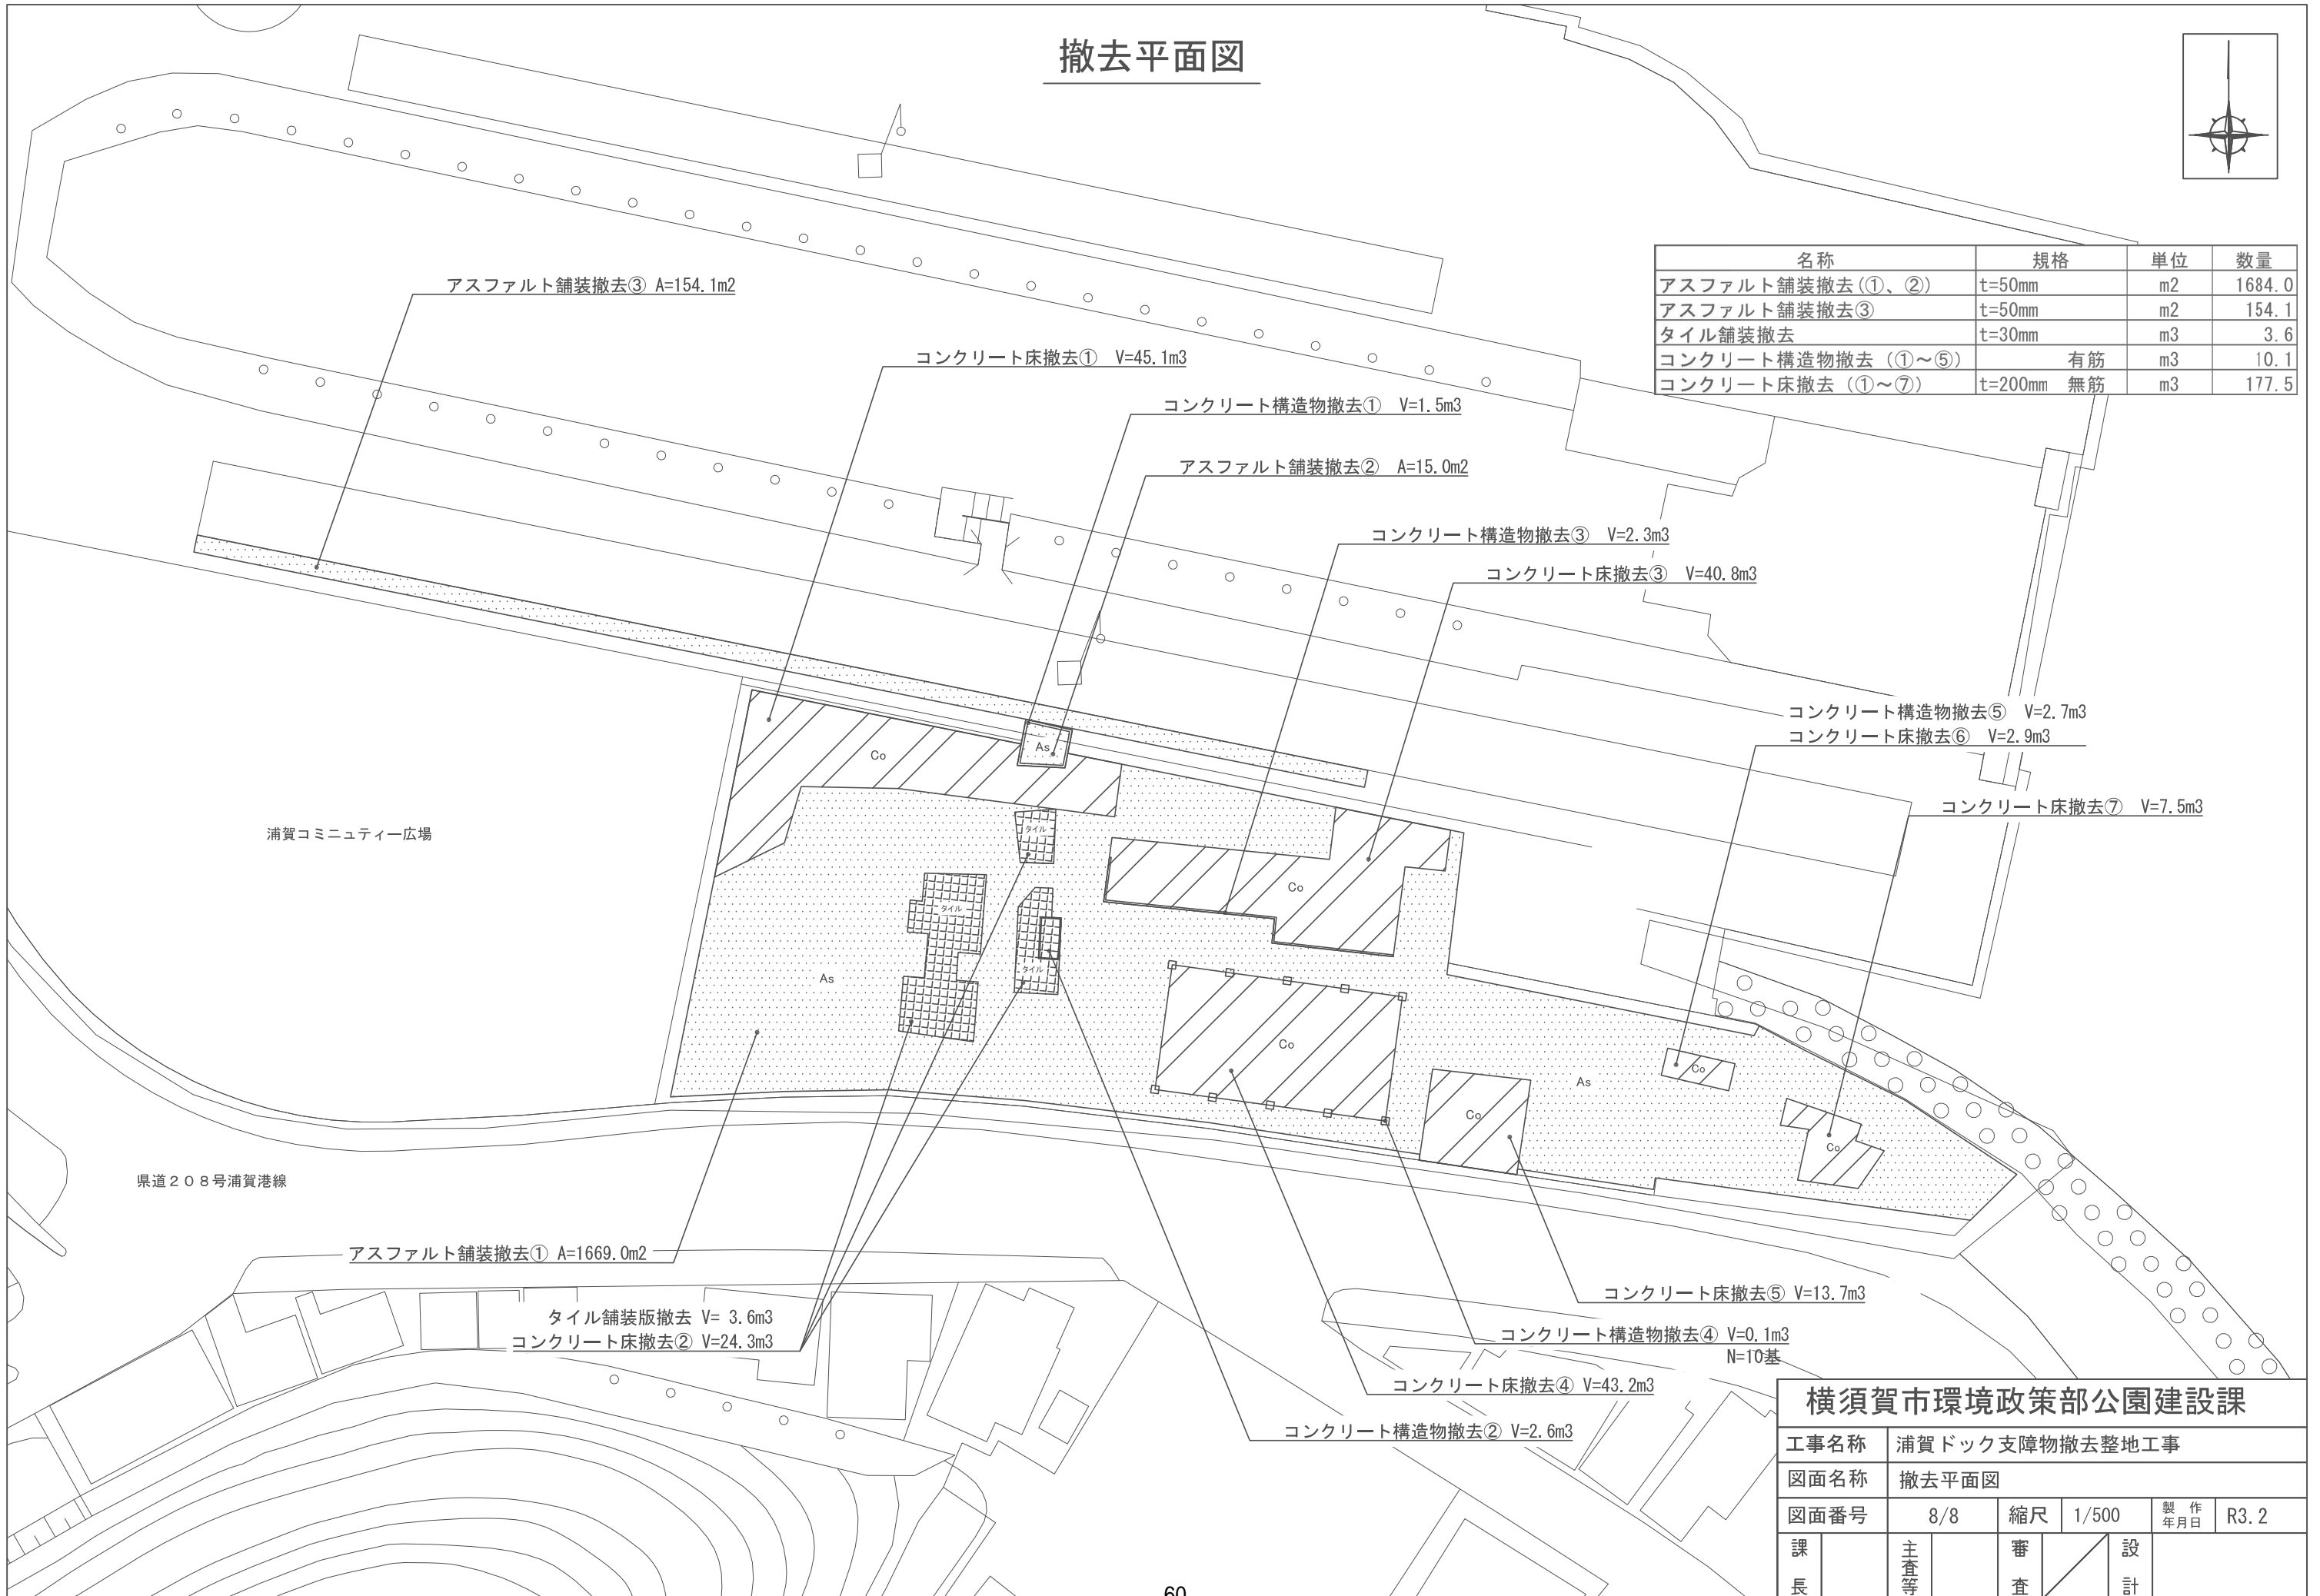 撤去平面図
名称 規格 単位 数量
アスファルト舗装撤去(①、②) t=50mm m2 1684.0
アスファルト舗装撤去③ t=50mm m2 154.1
タイル舗装撤去 t=30mm m3 3.6
コンクリート構造物撤去（①～⑤） 有筋 m3 10.1
コンクリート床撤去（①～⑦） t=200mm 無筋 m3 177.5
アスファルト舗装撤去③ A=154.1m2
コンクリート床撤去① V=45.1m3
コンクリート構造物撤去① V=1.5m3
アスファルト舗装撤去② A=15.0m2
コンクリート構造物撤去③ V=2.3m3
コンクリート床撤去③ V=40.8m3
コンクリート構造物撤去⑤ V=2.7m3
コンクリート床撤去⑥ V=2.9m3
コンクリート床撤去⑦ V=7.5m3
As
Co
浦賀コミニュティー広場
タイル
Co
タイル
タイル
As
Co
As
Co
Co
Co
県道２０８号浦賀港線
アスファルト舗装撤去① A=1669.0m2
タイル舗装版撤去 V= 3.6m3
コンクリート床撤去② V=24.3m3
コンクリート床撤去⑤ V=13.7m3
コンクリート構造物撤去④ V=0.1m3
N=10基
コンクリート床撤去④ V=43.2m3
コンクリート構造物撤去② V=2.6m3
横須賀市環境政策部公園建設課
工事名称 浦賀ドック支障物撤去整地工事
図面名称 撤去平面図
図面番号 8/8 縮尺 1/500 製作年月日 R3.2
課長 主査等 審査 設計
60